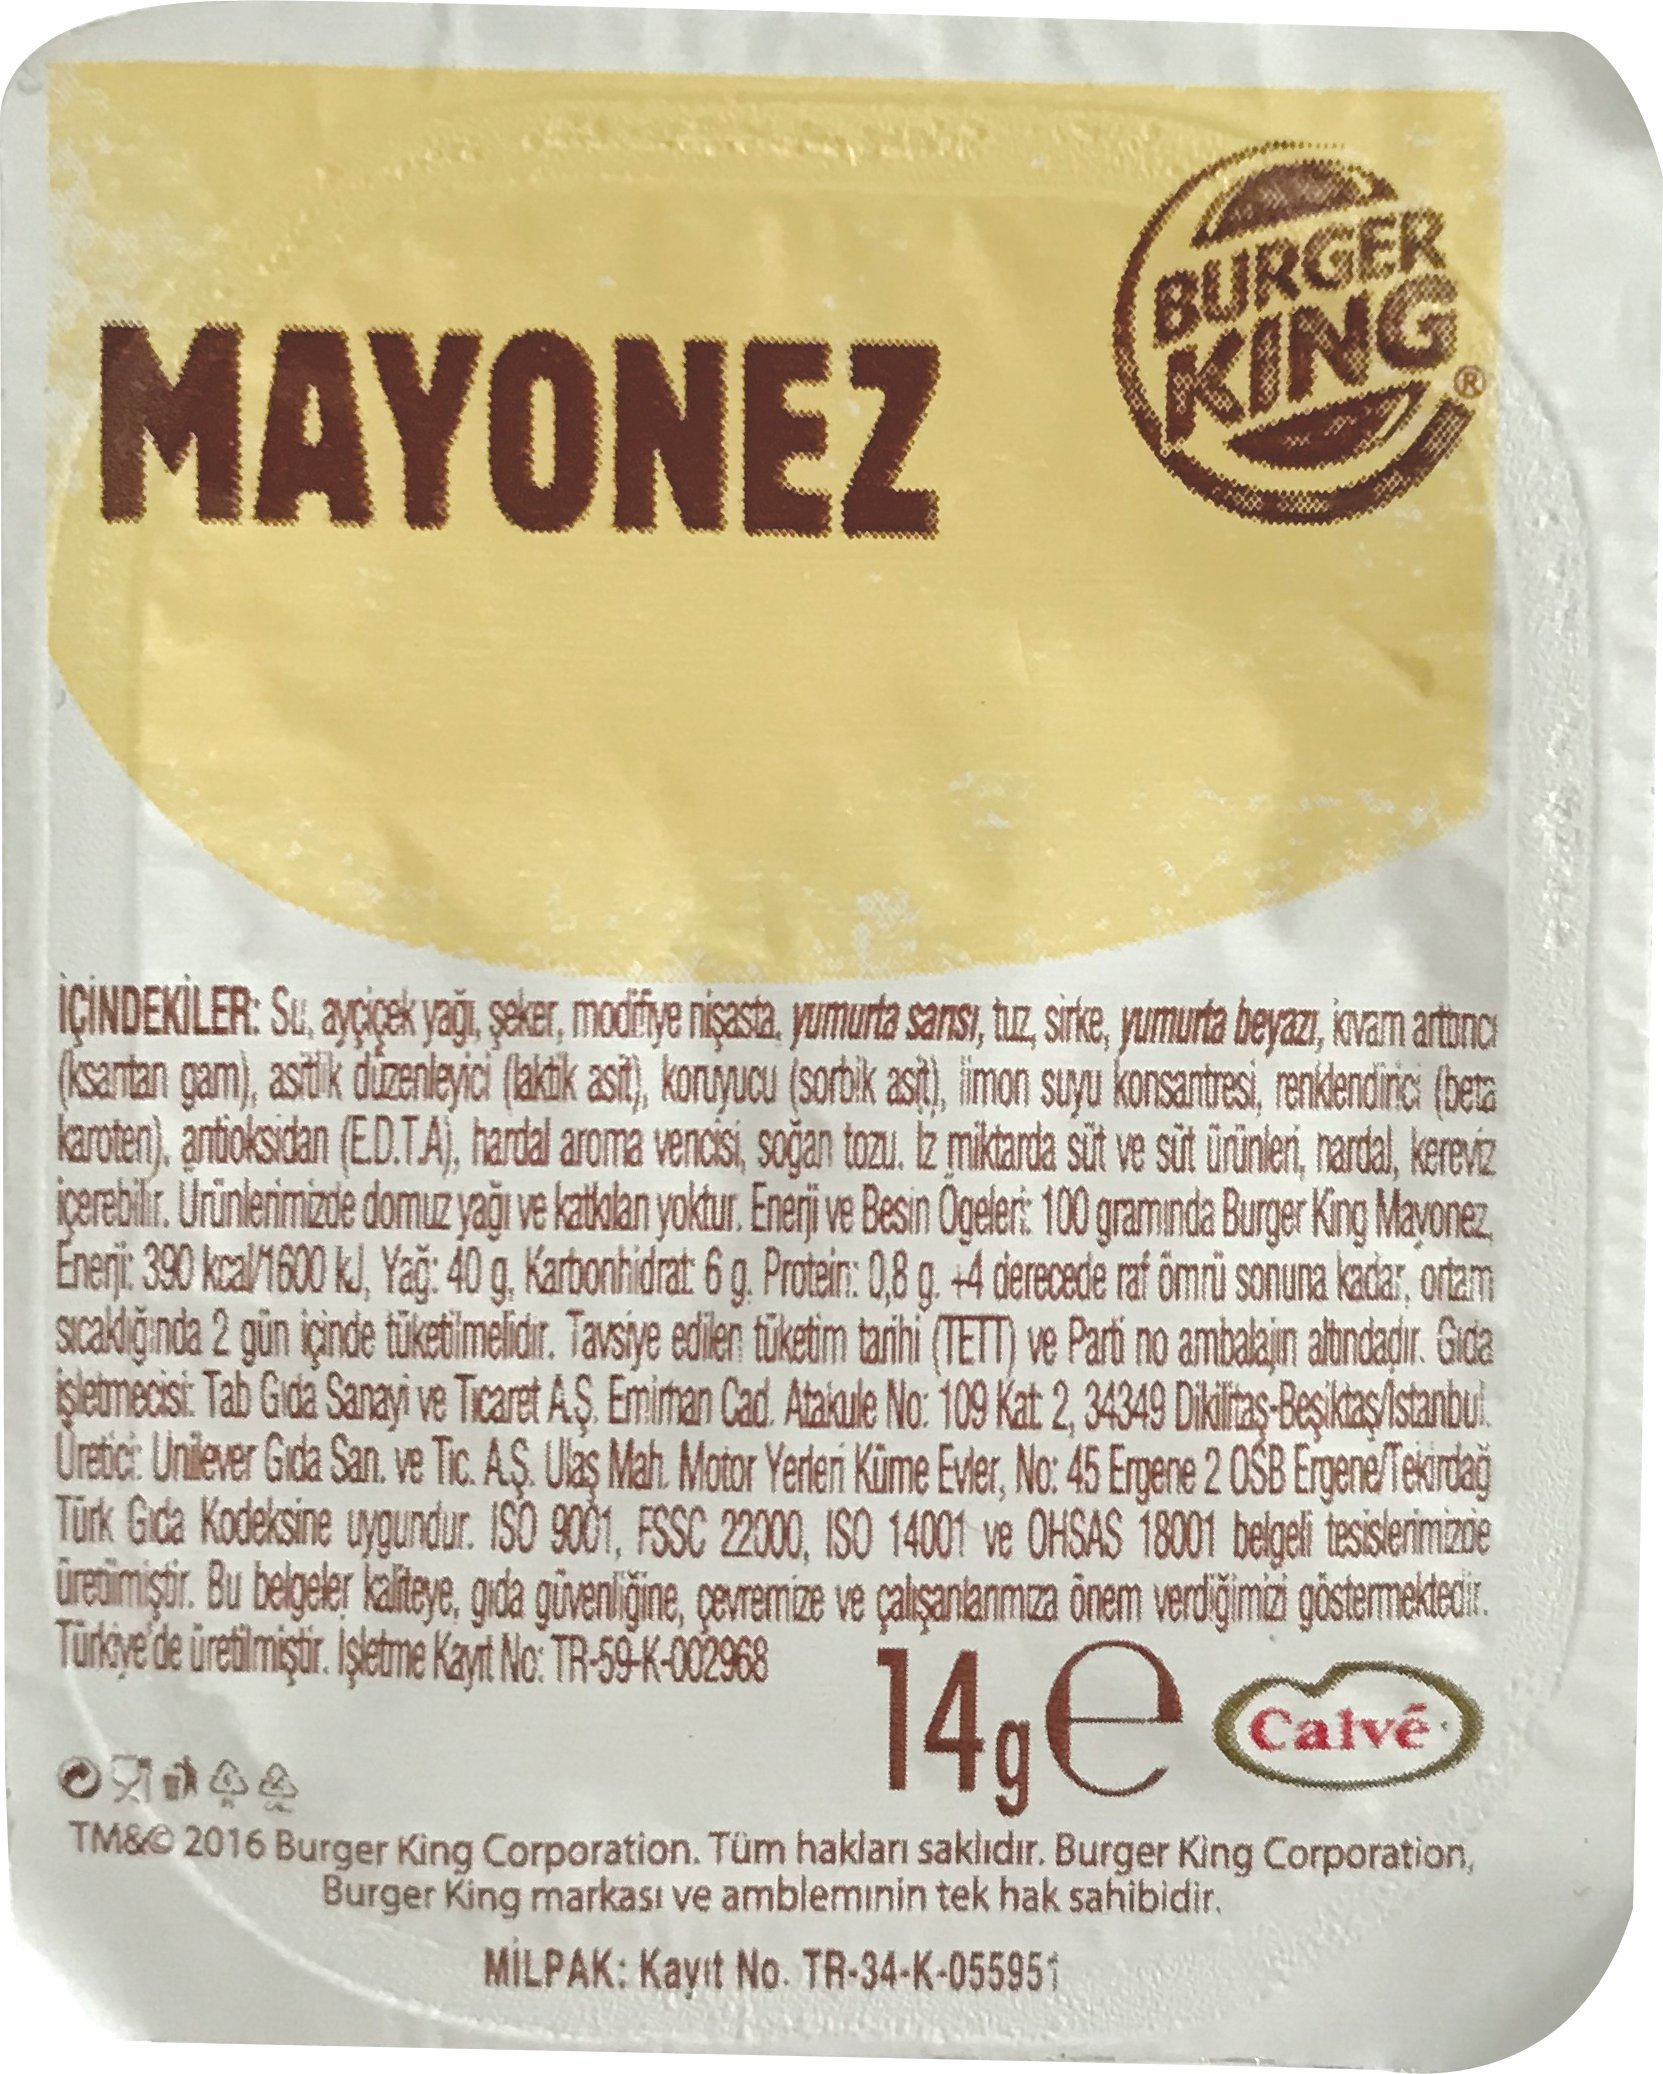 MAYONEZ
BURGER
KING®
İÇİNDEKİLER: Su, ayçiçek yağı, şeker, modifiye nişasta, yumurta sarısı, tuz, sirke, yumurta beyazı, kıvam arttırıcı
(ksantan gam), asitlik düzenleyici (laktik asit), koruyucu (sorbik asit), limon suyu konsantresi, renklendirici (beta
karoten), antioksidan (E.D.T.A), hardal aroma vericisi, soğan tozu. İz miktarda süt ve süt ürünleri, hardal, kereviz
içerebilir. Ürünlerimizde domuz yağı ve katkıları yoktur. Enerji ve Besin Ögeleri: 100 gramında Burger King Mayonez,
Enerji: 390 kcal/1600 kJ, Yağ: 40 g, Karbonhidrat: 6 g, Protein: 0,8 g. +4 derecede raf ömrü sonuna kadar, ortam
sıcaklığında 2 gün içinde tüketilmelidir. Tavsiye edilen tüketim tarihi (TETT) ve Parti no ambalajın altındadır. Gıda
işletmecisi: Tab Gıda Sanayi ve Ticaret A.Ş. Emirhan Cad. Atakule No: 109 Kat: 2, 34349 Dikilitaş-Beşiktaş/İstanbul.
Üretici: Unilever Gıda San. ve Tic. A.Ş. Ulaş Mah. Motor Yerleri Küme Evler, No: 45 Ergene 2 OSB Ergene/Tekirdağ
Türk Gıda Kodeksine uygundur. ISO 9001, FSSC 22000, ISO 14001 ve OHSAS 18001 belgeli tesislerimizde
üretilmiştir. Bu belgeler kaliteye, gıda güvenliğine, çevremize ve çalışanlarımıza önem verdiğimizi göstermektedir.
Türkiye'de üretilmiştir. İşletme Kayıt No: TR-59-K-002968
14g e
Calvé
TM&© 2016 Burger King Corporation. Tüm hakları saklıdır. Burger King Corporation,
Burger King markası ve ambleminin tek hak sahibidir.
MİLPAK: Kayıt No. TR-34-K-055951